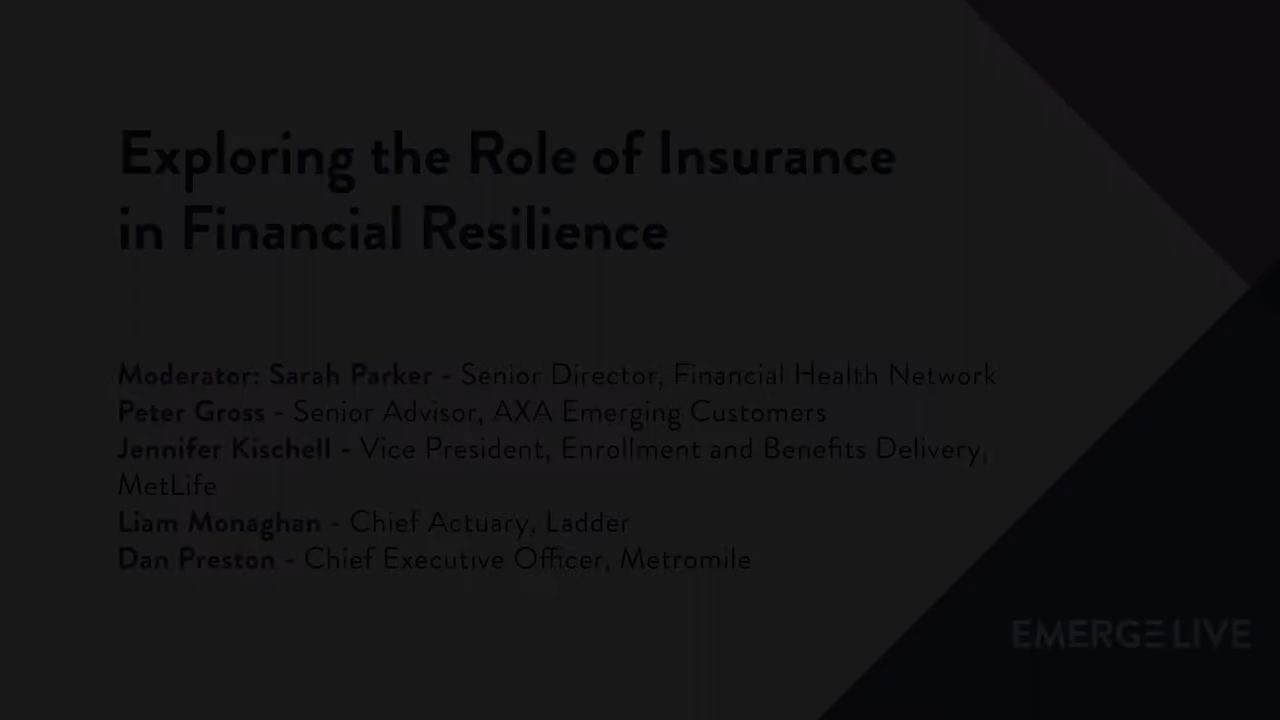 Exploring the Role of Insurance
in Financial Resilience
Moderator: Sarah Parker - Senior Director, Financial Health Network
Peter Gross - Senior Advisor, AXA Emerging Customers
Jennifer Kischell - Vice President, Enrollment and Benefits Delivery,
MetLife
Liam Monaghan - Chief Actuary, Ladder
Dan Preston - Chief Executive Officer, Metromile
EMERGE LIVE